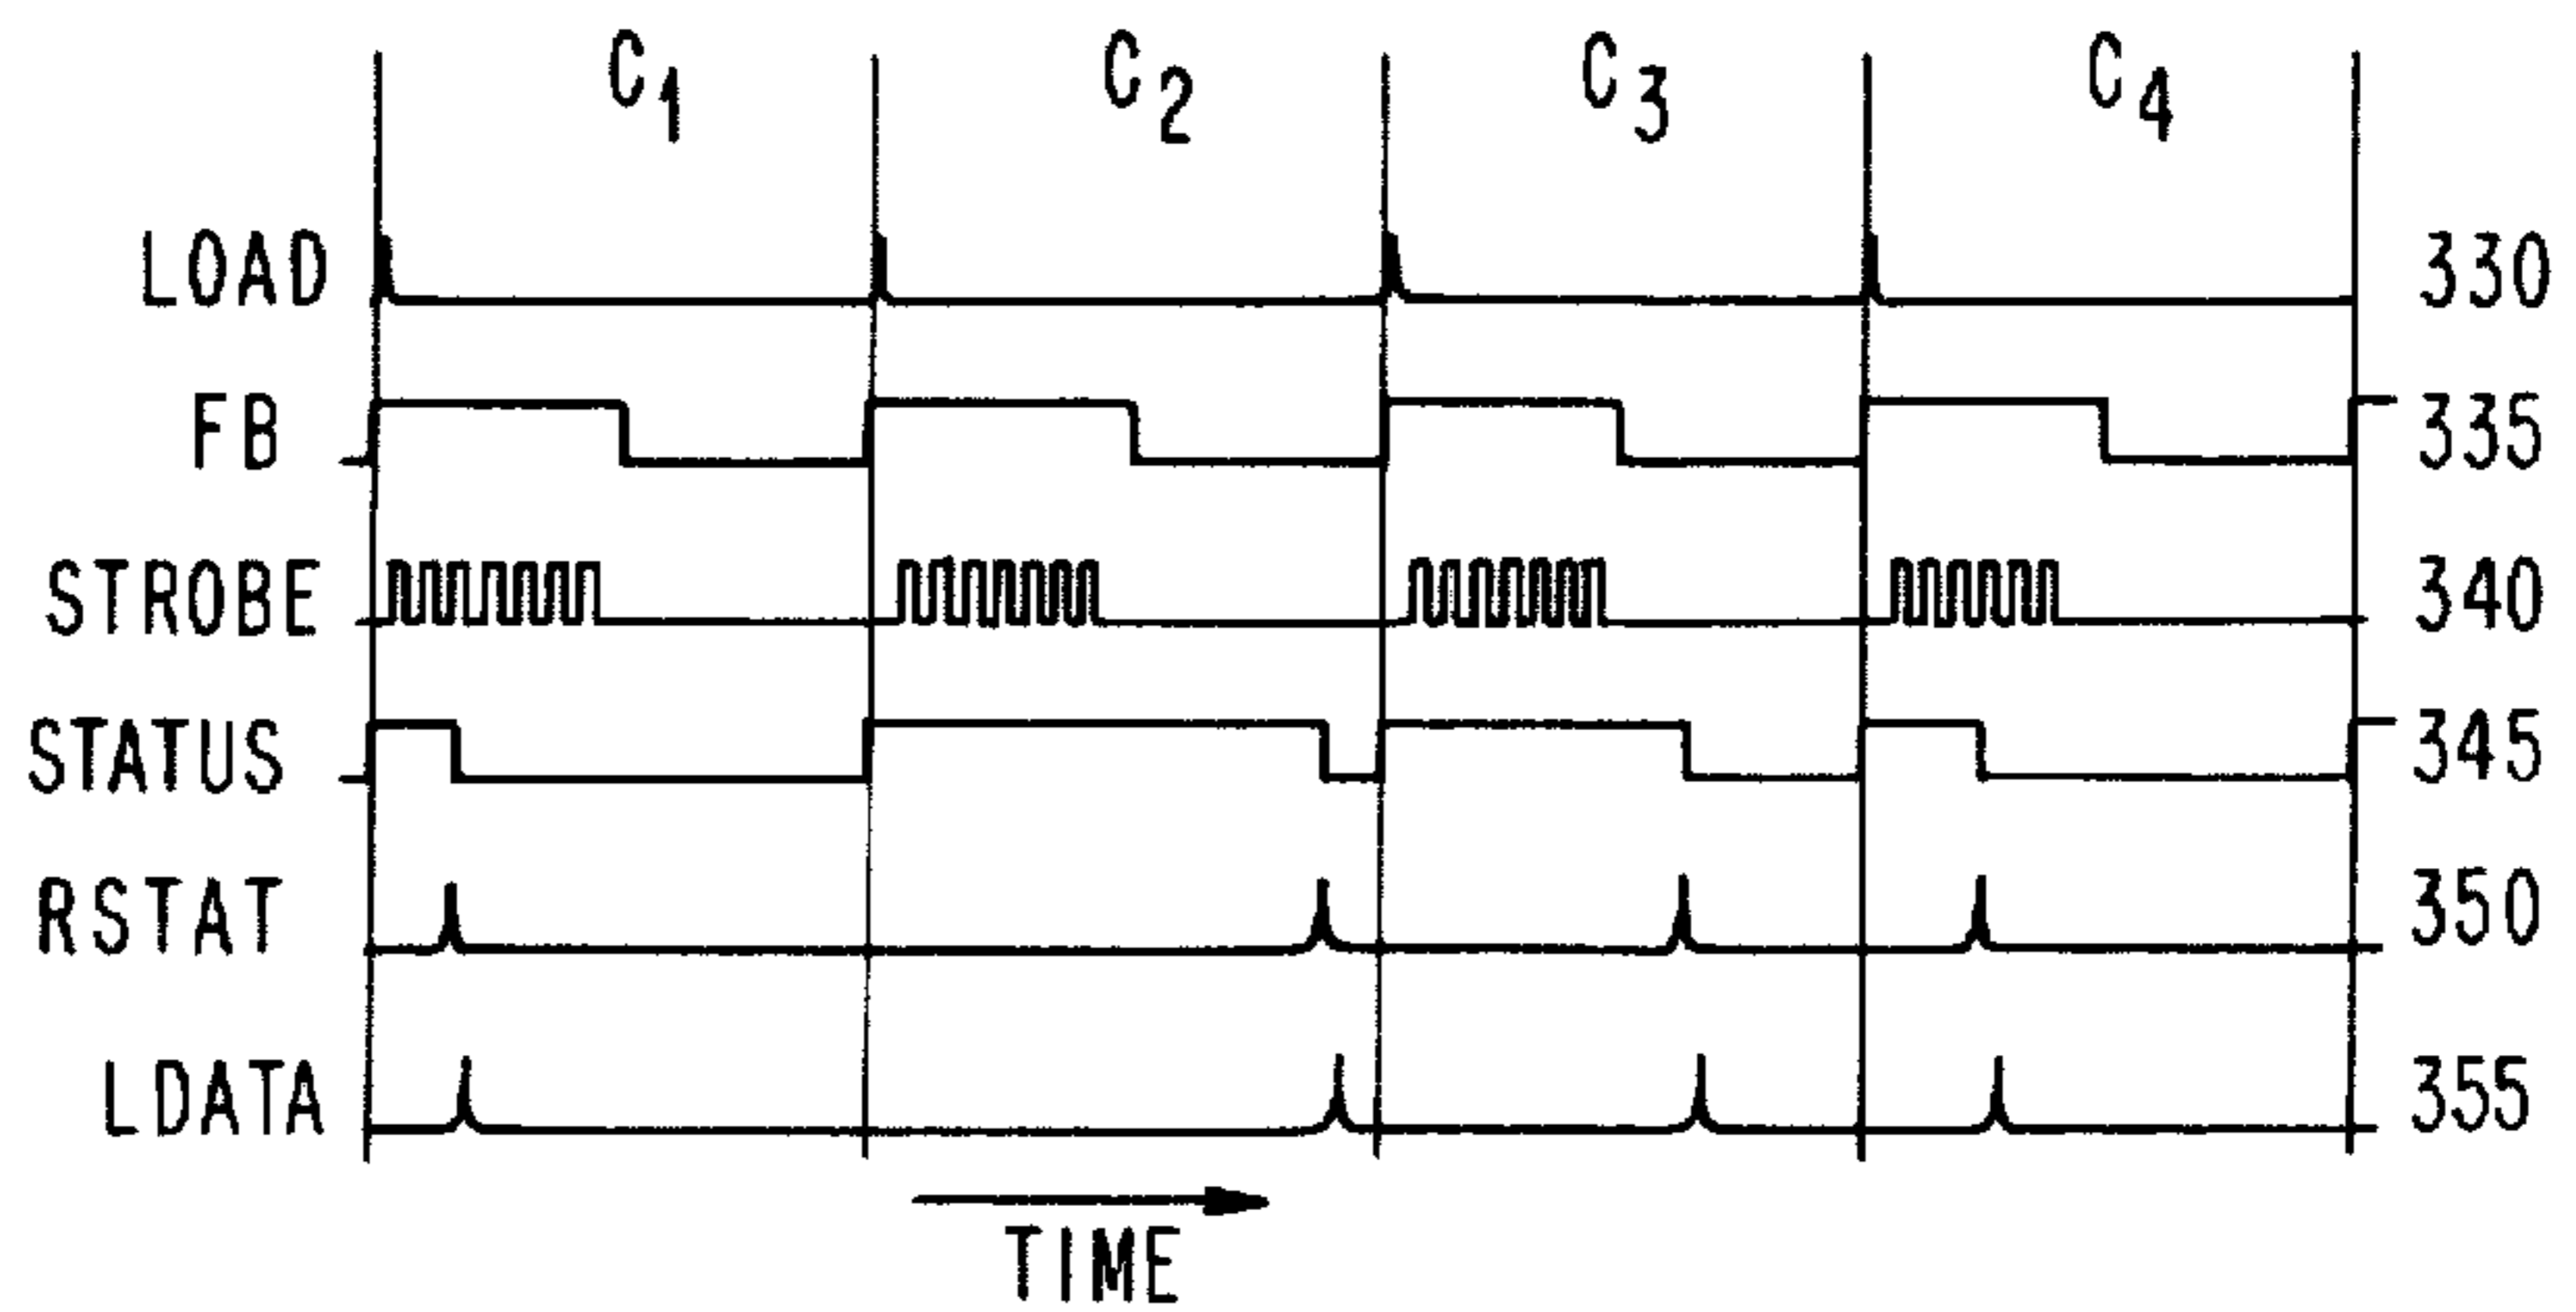 C1 C2 C3 C4
LOAD 330
FB 335
STROBE 340
STATUS 345
RSTAT 350
LDATA 355
TIME